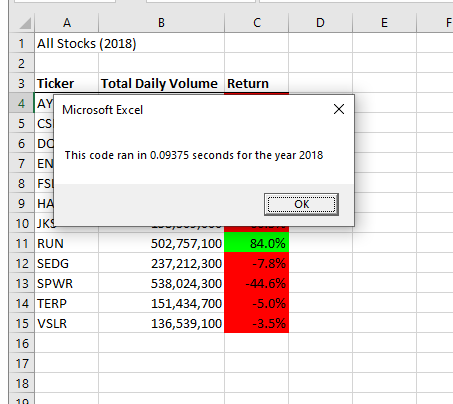 A B C D E F
1 All Stocks (2018)
2
3 Ticker Total Daily Volume Return
4 AY
Microsoft Excel
5 CS
This code ran in 0.09375 seconds for the year 2018
6
7 EN
8 FSL
9 HA
OK
10 JKS
11 RUN 502,757,100 84.0%
12 SEDG 237,212,300 -7.8%
13 SPWR 538,024,300 -44.6%
14 TERP 151,434,700 -5.0%
15 VSLR 136,539,100 -3.5%
16
17
18
19